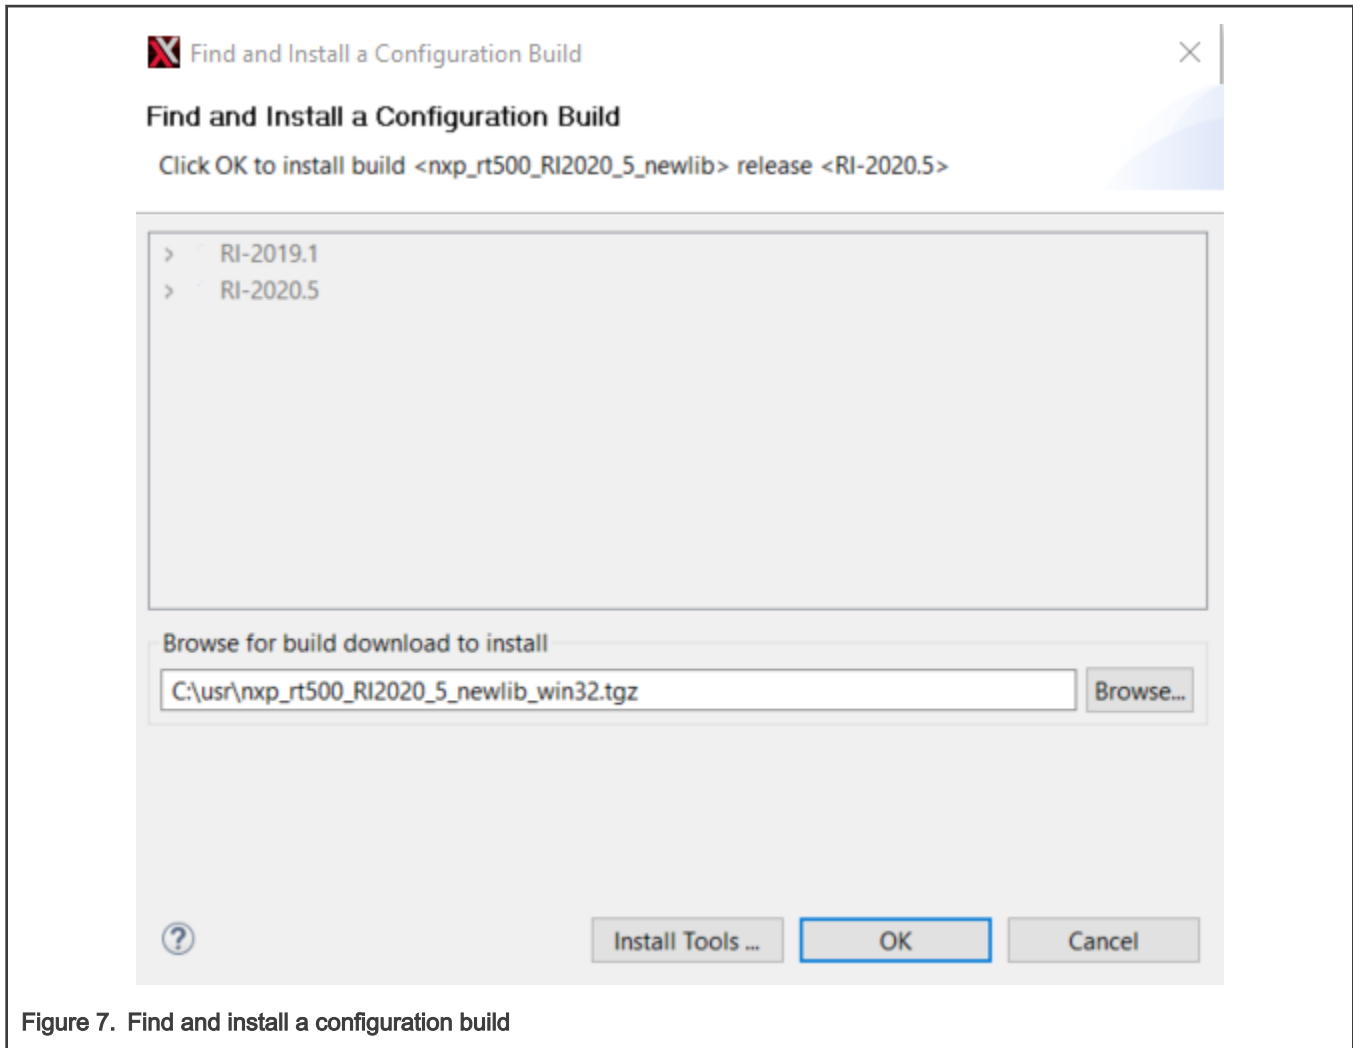 Find and Install a Configuration Build
Find and Install a Configuration Build
Click OK to install build <nxp_rt500_RI2020_5_newlib> release <RI-2020.5>
RI-2019.1
RI-2020.5
Browse for build download to install
C:\usr\nxp_rt500_RI2020_5_newlib_win32.tgz
Browse...
Install Tools ...
OK
Cancel
Figure 7. Find and install a configuration build